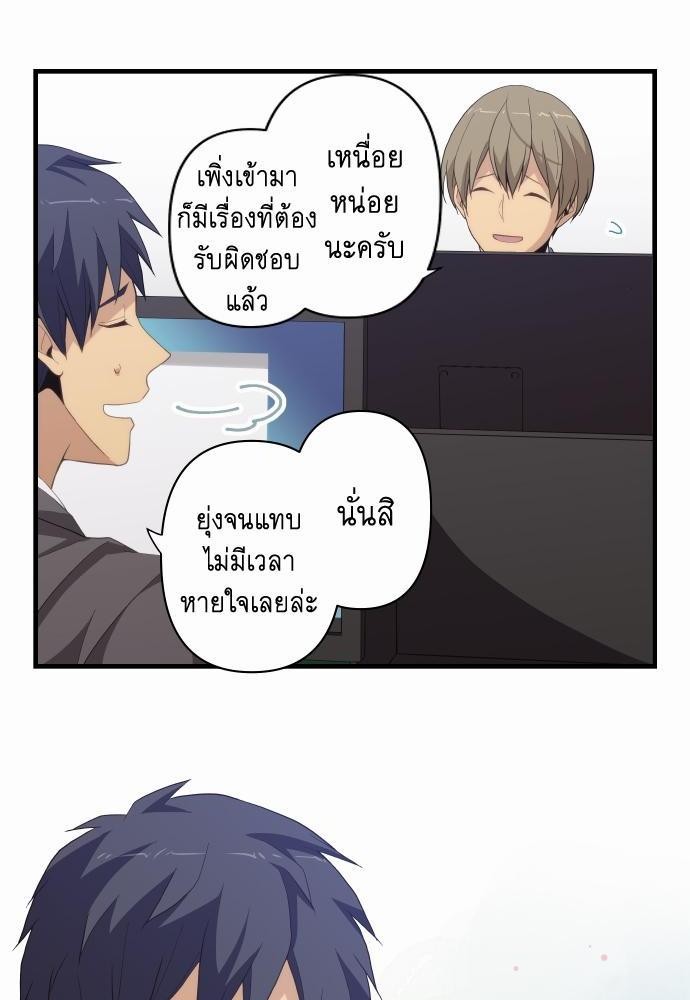 เหนื่อย
หน่อย
นะครับ
เพิ่งเข้ามา
ก็มีเรื่องที่ต้อง
รับผิดชอบ
แล้ว
นั่นสิ
ยุ่งจนแทบ
ไม่มีเวลา
หายใจเลยล่ะ